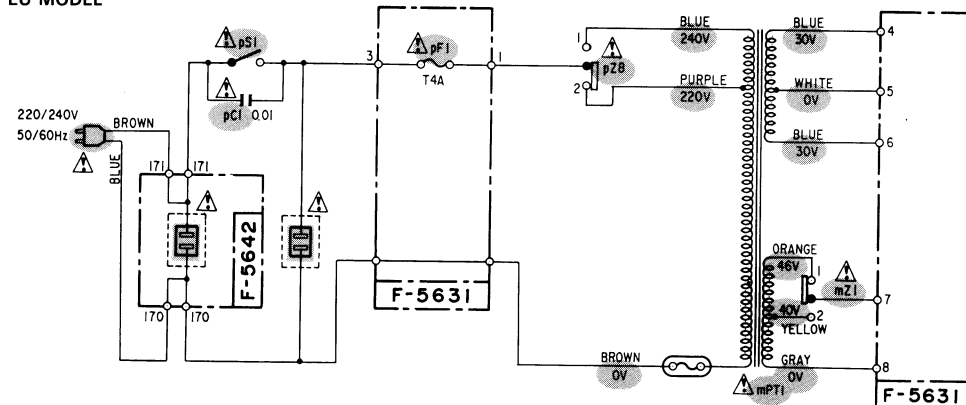 EU MODEL
BLUE
240V
BLUE
30V
4
pS1
pF1
3
1
T4A
1
pZ8
2
PURPLE
220V
WHITE
0V
5
pC1 0.01
220/240V
50/60Hz
BROWN
BLUE
BLUE
30V
6
171
171
F-5642
ORANGE
46V
1
mZ1
7
F-5631
40V
2
YELLOW
170
170
BROWN
0V
GRAY
0V
8
mPT1
F-5631